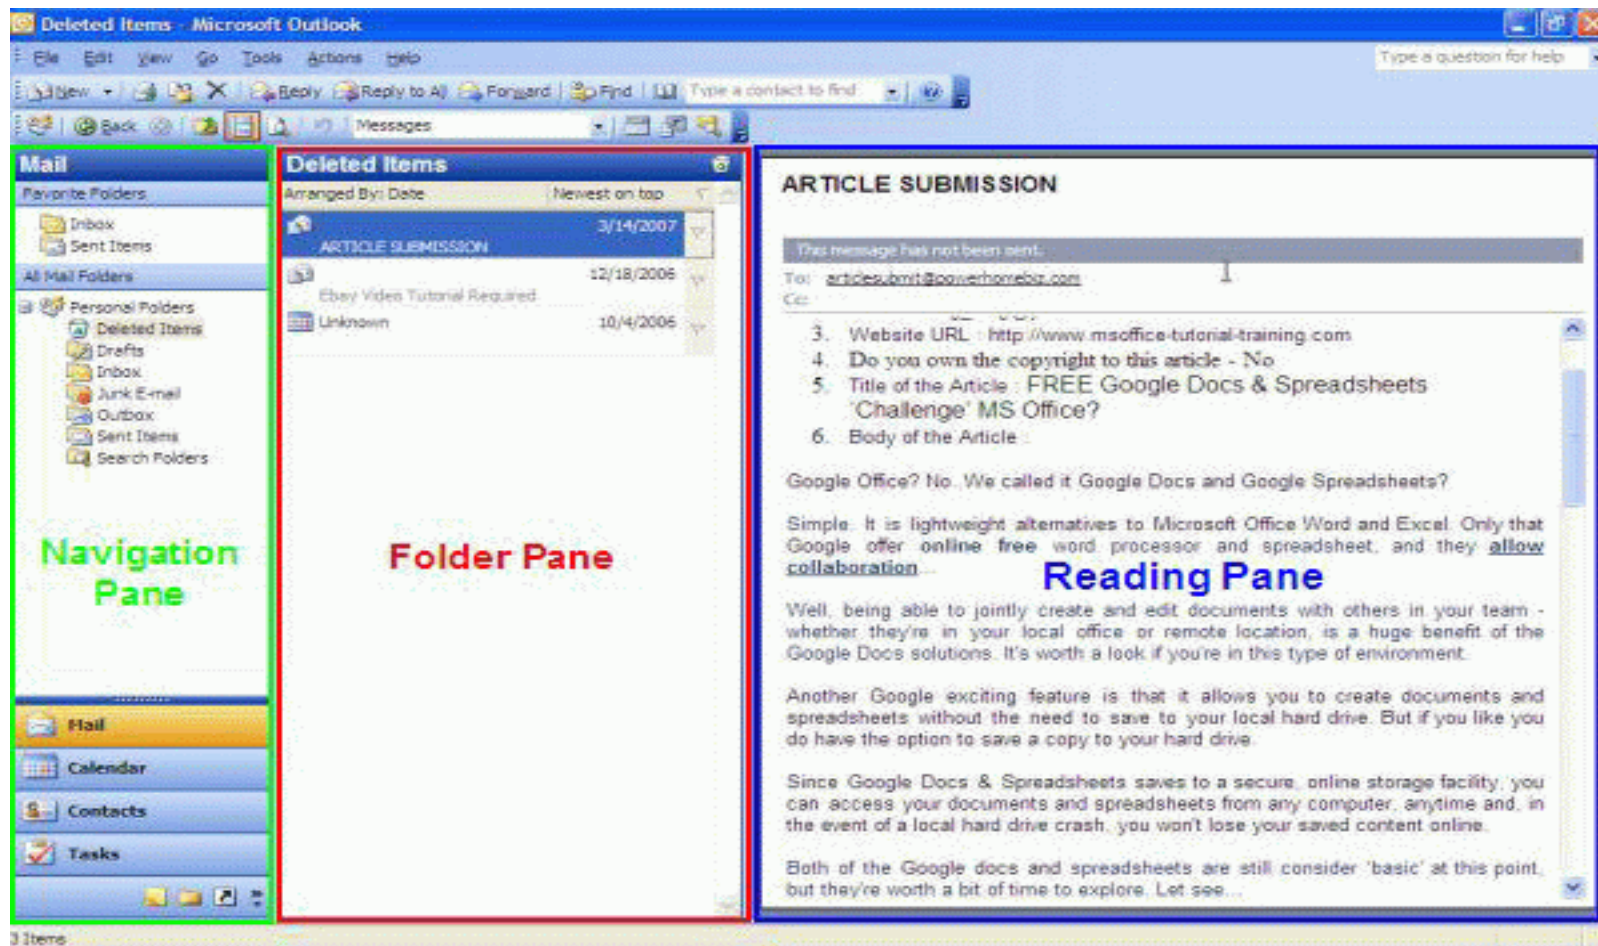 Deleted Items - Microsoft Outlook
File Edit View Go Tools Actions Help
Type a question for help
New Reply Reply to All Forward Find Type a contact to find
Back Messages
Mail
Favorite Folders
Inbox
Sent Items
All Mail Folders
Personal Folders
Deleted Items
Drafts
Inbox
Junk E-mail
Outbox
Sent Items
Search Folders
Navigation
Pane
Mail
Calendar
Contacts
Tasks
3 Items
Deleted Items
Arranged By: Date Newest on top
3/14/2007
ARTICLE SUBMISSION
12/18/2006
Ebay Video Tutorial Required
Unknown 10/4/2006
Folder Pane
ARTICLE SUBMISSION
This message has not been sent.
To: articlesubmit@powerhomebiz.com
Cc:
3. Website URL : http://www.msoffice-tutorial-training.com
4. Do you own the copyright to this article - No
5. Title of the Article : FREE Google Docs & Spreadsheets
'Challenge' MS Office?
6. Body of the Article :
Google Office? No. We called it Google Docs and Google Spreadsheets?
Simple. It is lightweight alternatives to Microsoft Office Word and Excel. Only that
Google offer online free word processor and spreadsheet, and they allow
collaboration...
Reading Pane
Well, being able to jointly create and edit documents with others in your team -
whether they're in your local office or remote location, is a huge benefit of the
Google Docs solutions. It's worth a look if you're in this type of environment.
Another Google exciting feature is that it allows you to create documents and
spreadsheets without the need to save to your local hard drive. But if you like you
do have the option to save a copy to your hard drive.
Since Google Docs & Spreadsheets saves to a secure, online storage facility, you
can access your documents and spreadsheets from any computer, anytime and, in
the event of a local hard drive crash, you won't lose your saved content online.
Both of the Google docs and spreadsheets are still consider 'basic' at this point,
but they're worth a bit of time to explore. Let see...